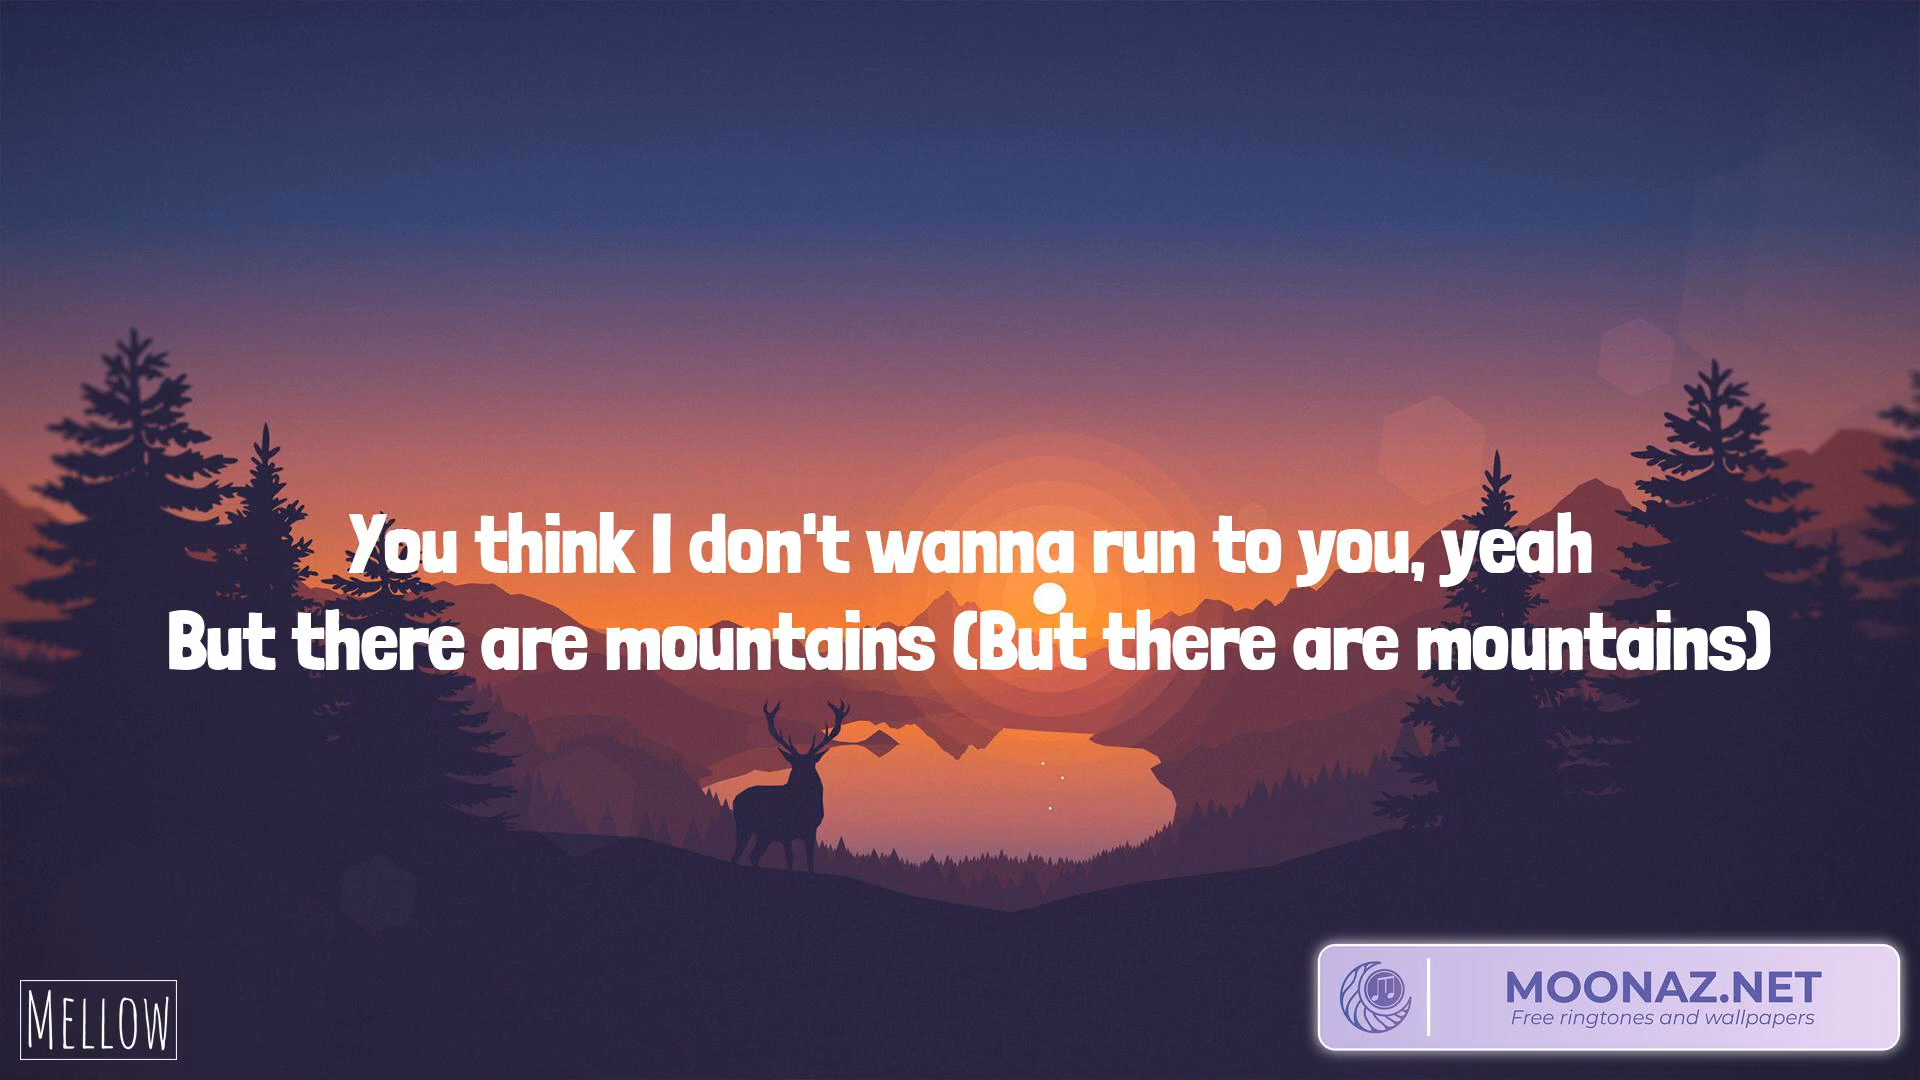 You think I don't wanna run to you, yeah
But there are mountains (But there are mountains)
MELLOW
MOONAZ.NET
Free ringtones and wallpapers